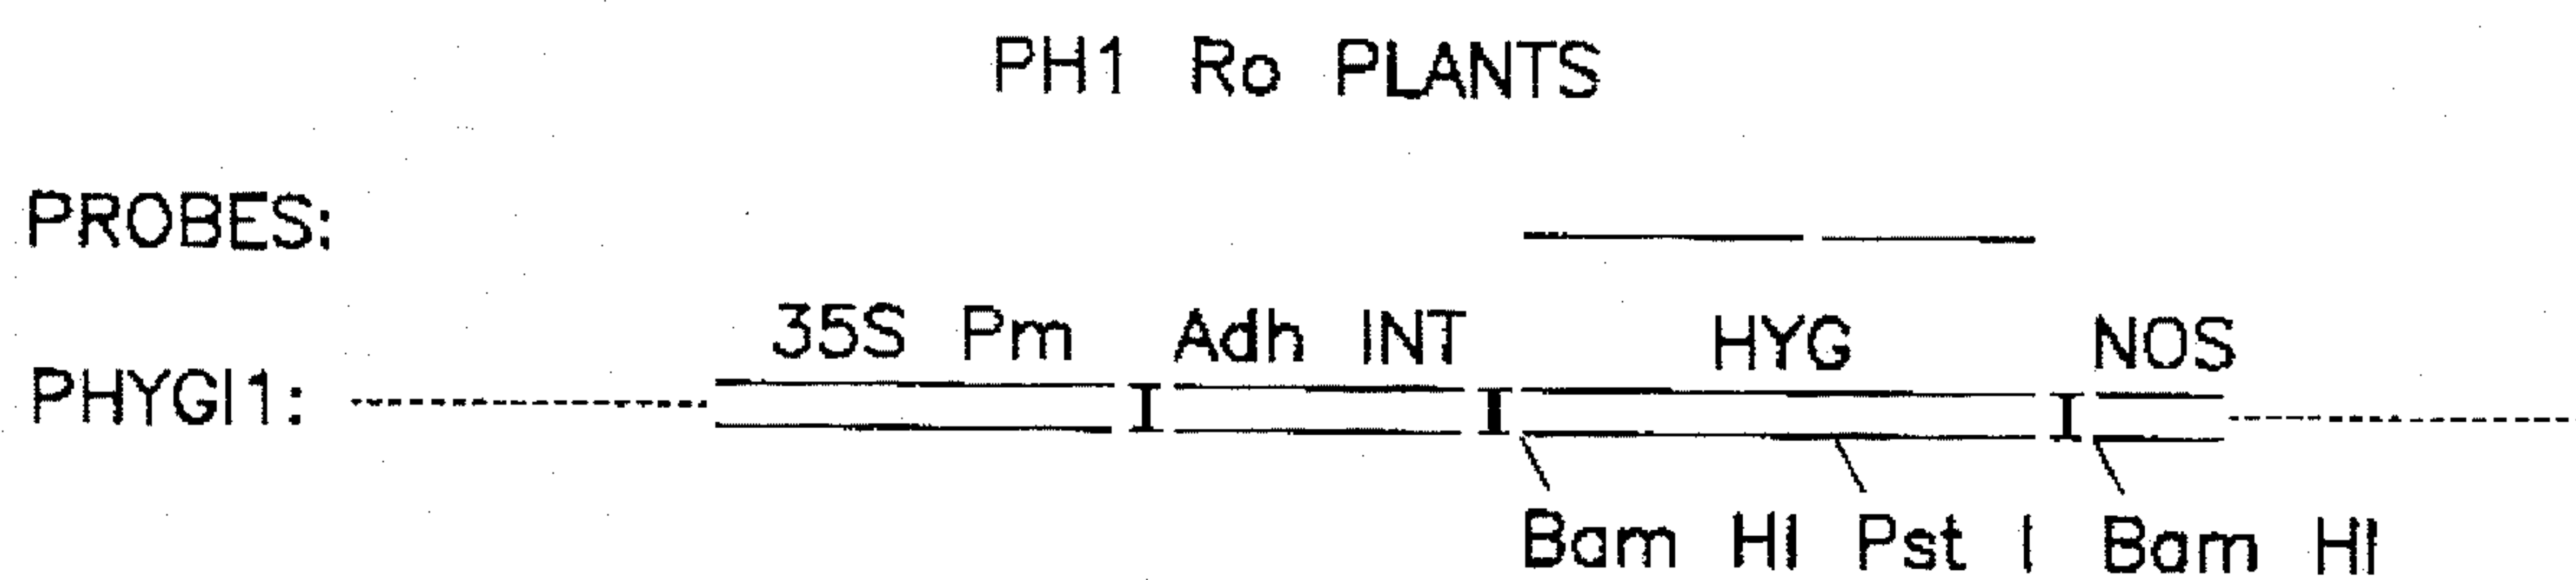 PH1 Ro PLANTS
PROBES:
35S Pm Adh INT HYG NOS
PHYGI1:
Bam HI Pst I Bam HI